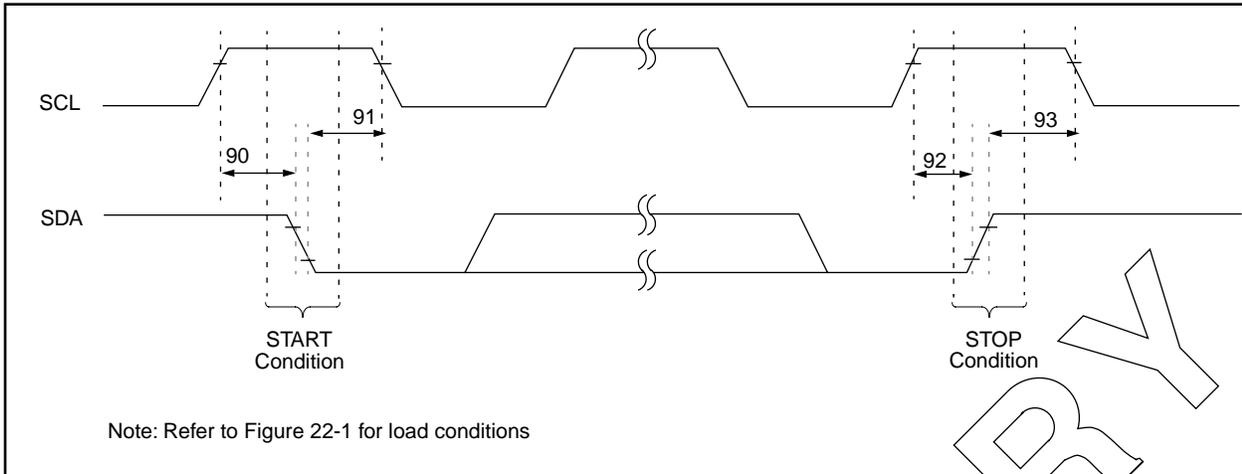 SCL
91
93
90
92
SDA
START
Condition
STOP
Condition
Note: Refer to Figure 22-1 for load conditions
R Y